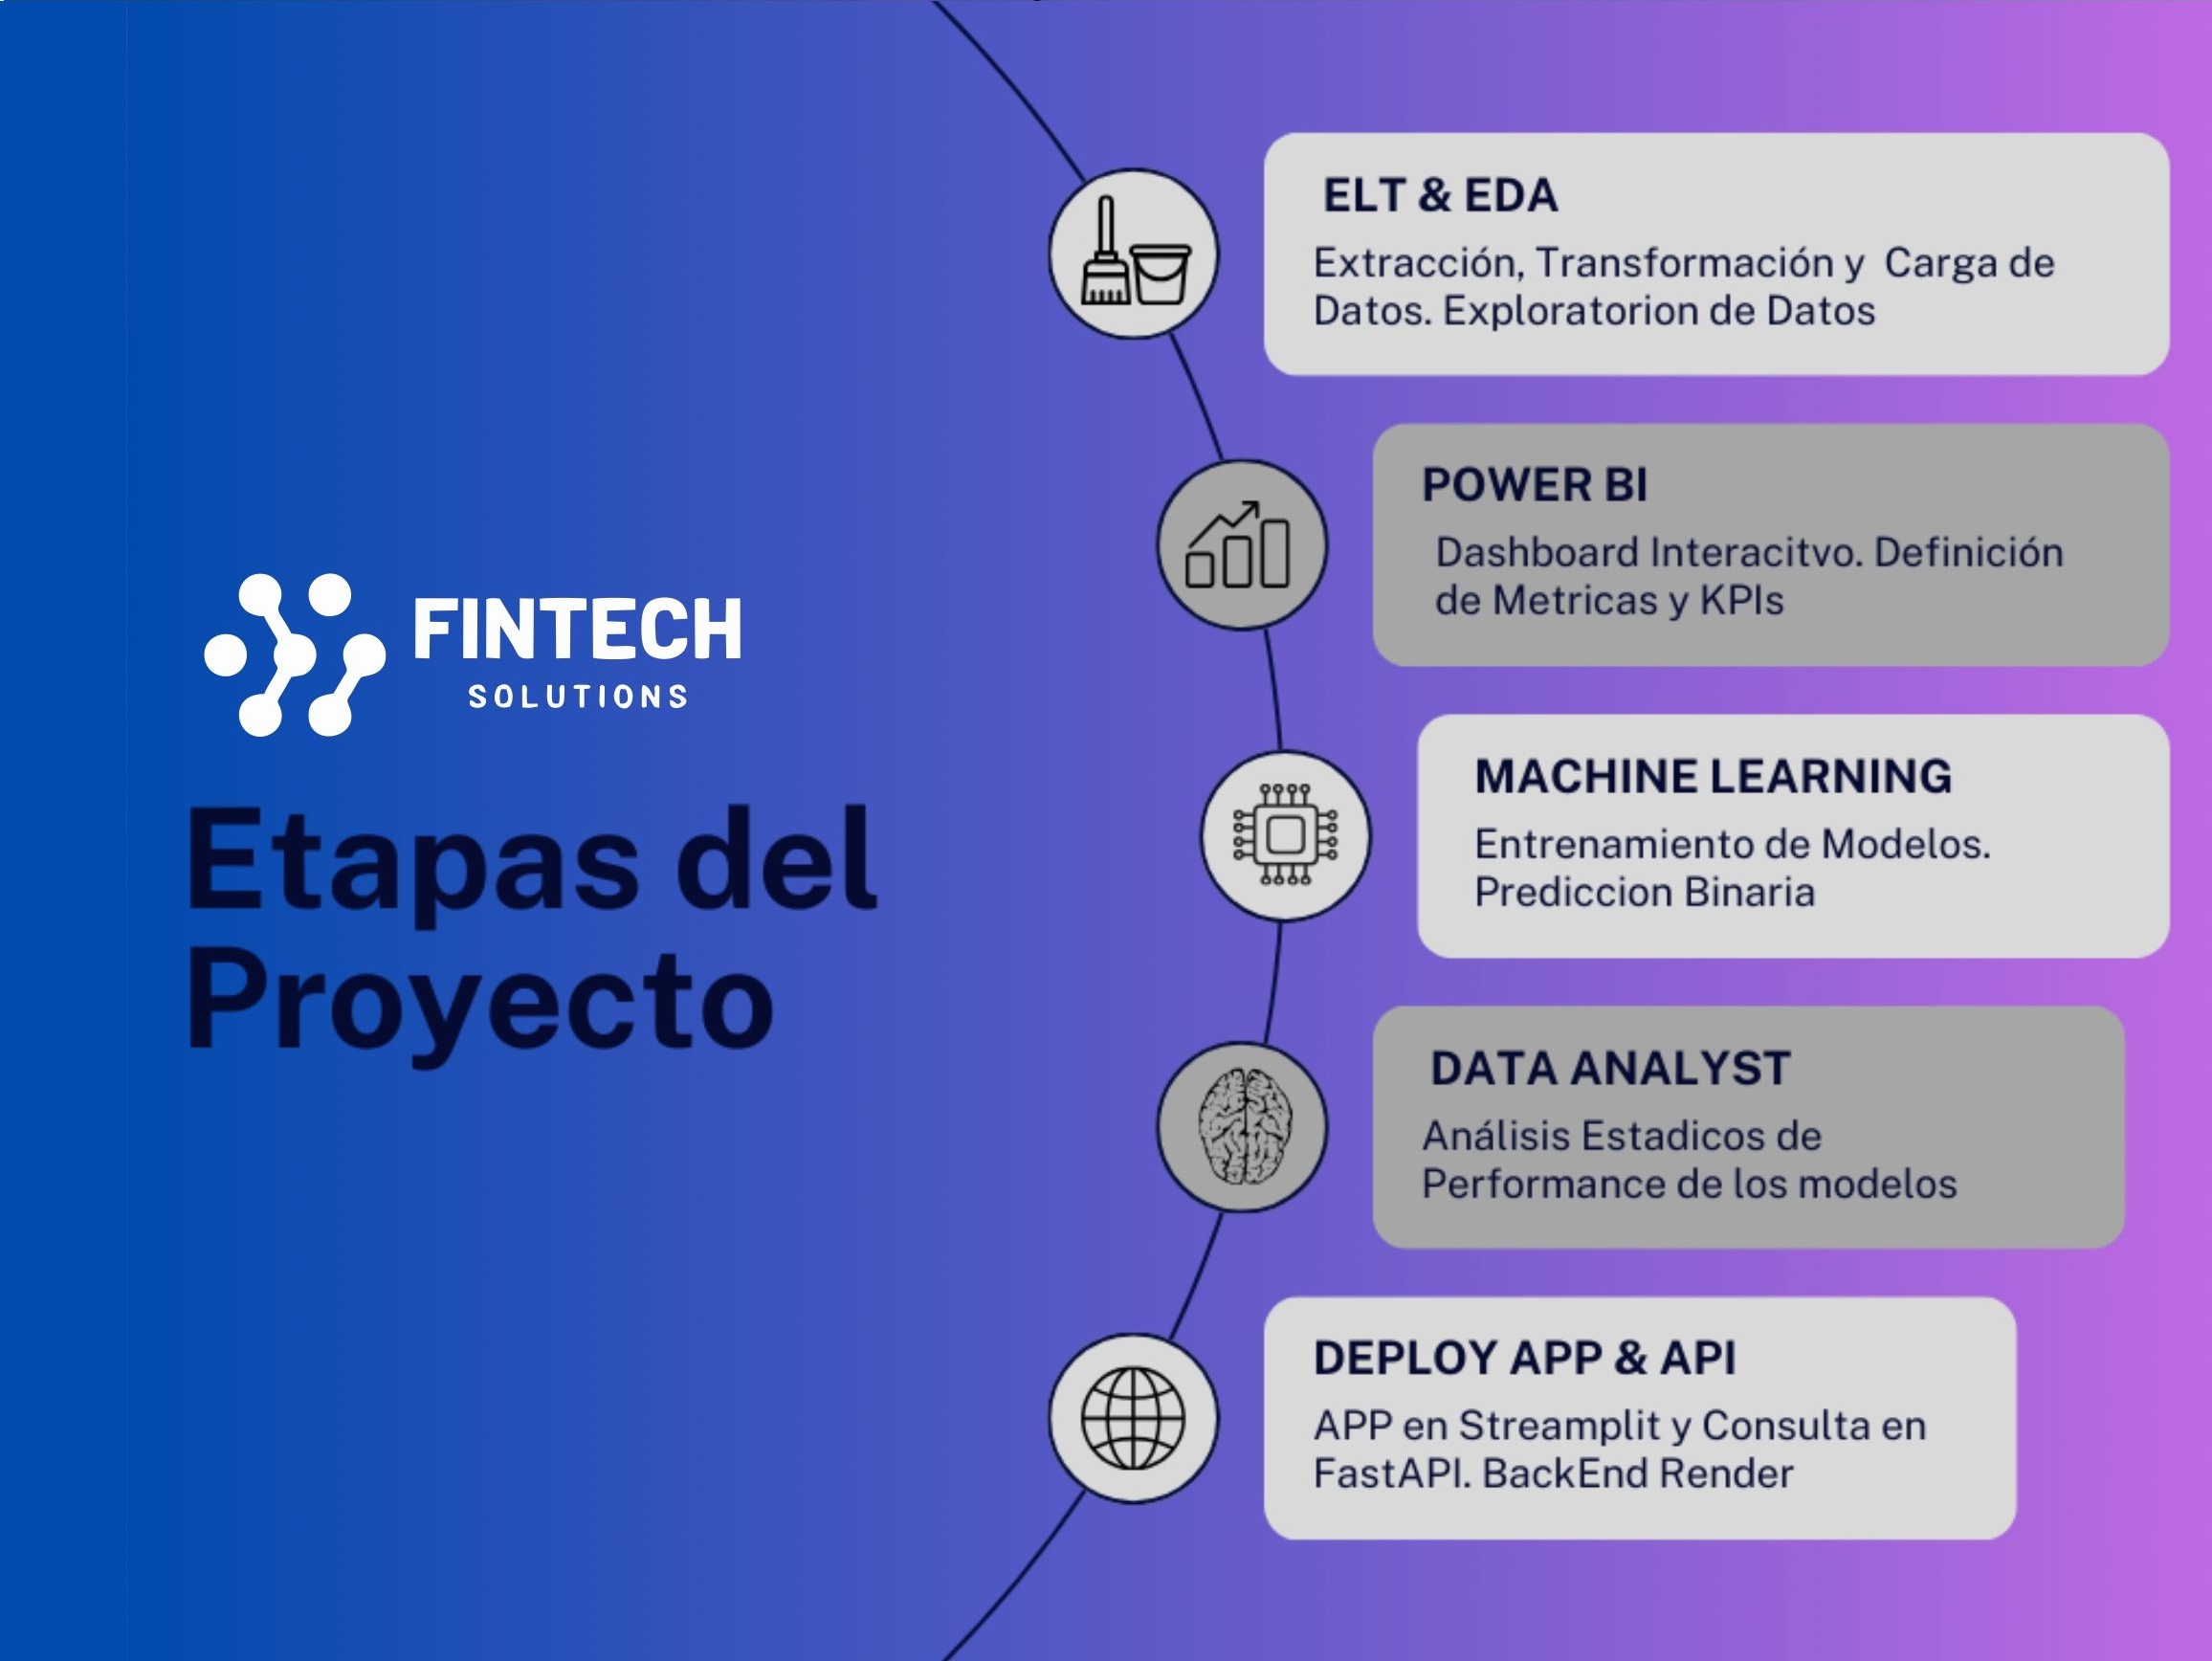 FINTECH
SOLUTIONS
Etapas del
Proyecto
ELT & EDA
Extracción, Transformación y Carga de
Datos. Exploratorion de Datos
POWER BI
Dashboard Interacitvo. Definición
de Metricas y KPIs
MACHINE LEARNING
Entrenamiento de Modelos.
Prediccion Binaria
DATA ANALYST
Análisis Estadicos de
Performance de los modelos
DEPLOY APP & API
APP en Streamplit y Consulta en
FastAPI. BackEnd Render